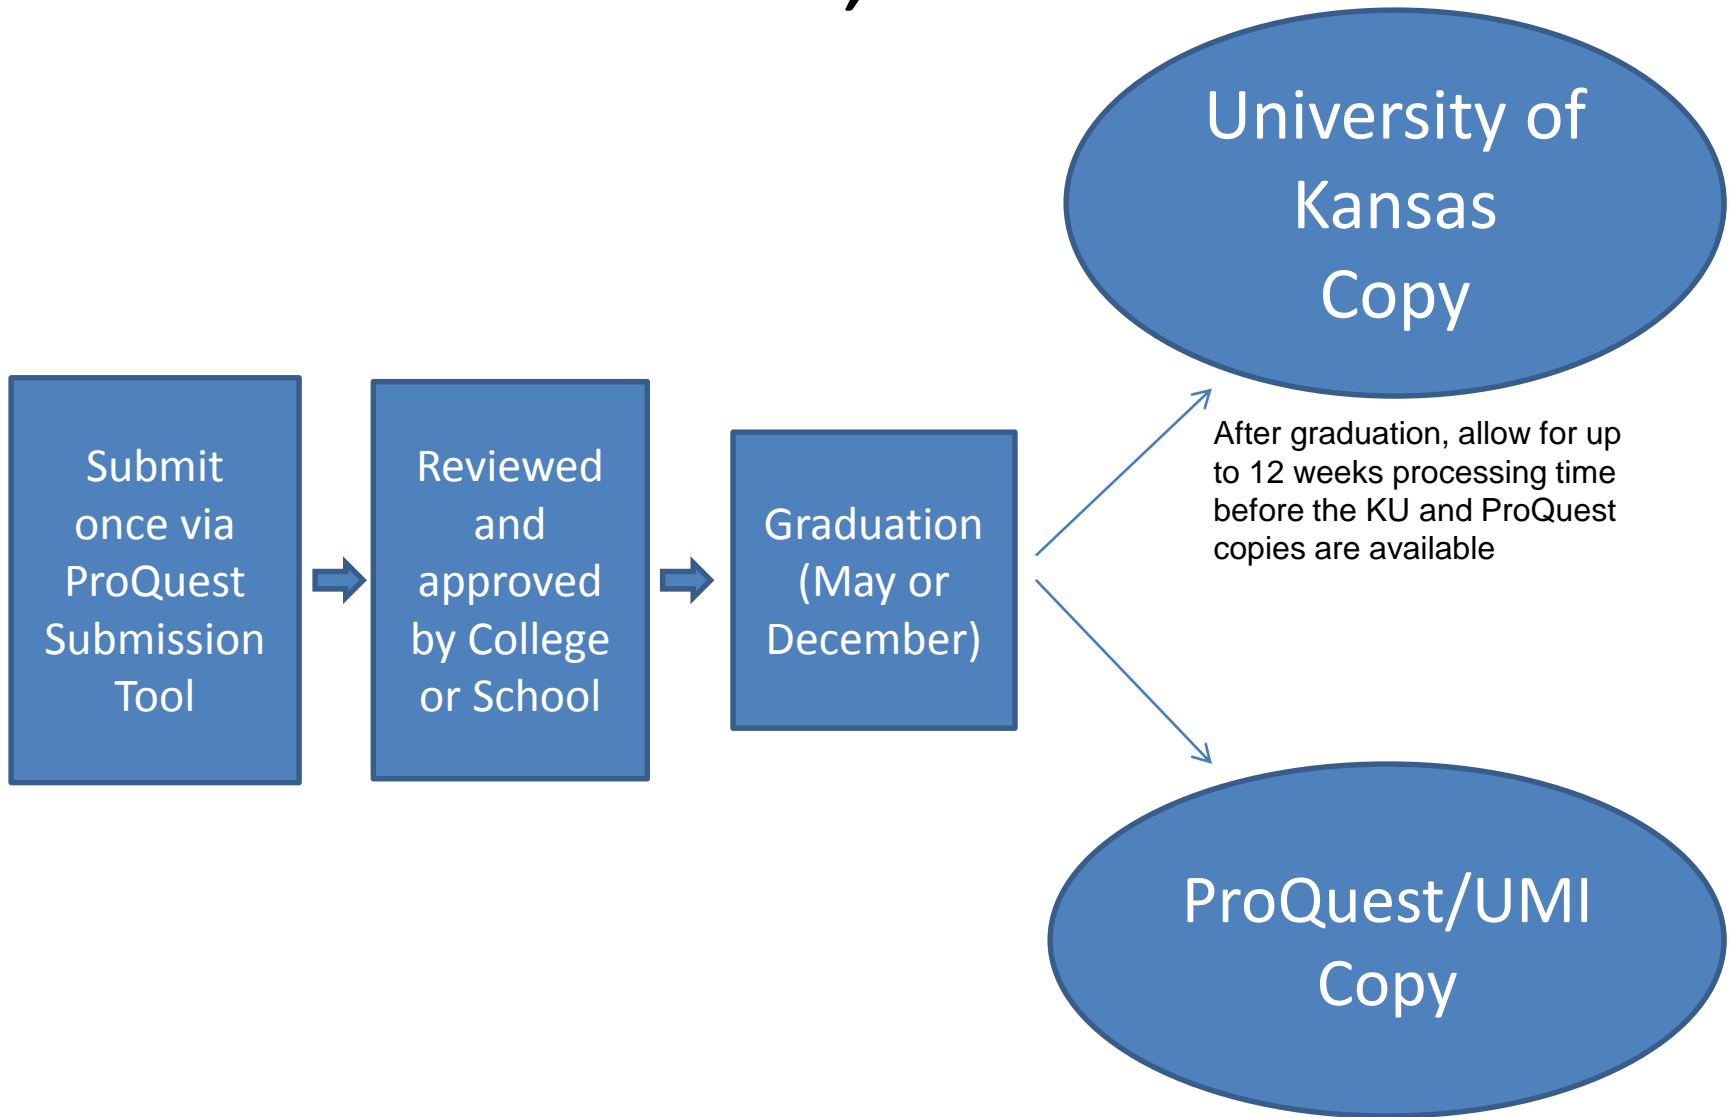 Submit
once via
ProQuest
Submission
Tool
Reviewed
and
approved
by College
or School
Graduation
(May or
December)
University of
Kansas
Copy
After graduation, allow for up
to 12 weeks processing time
before the KU and ProQuest
copies are available
ProQuest/UMI
Copy